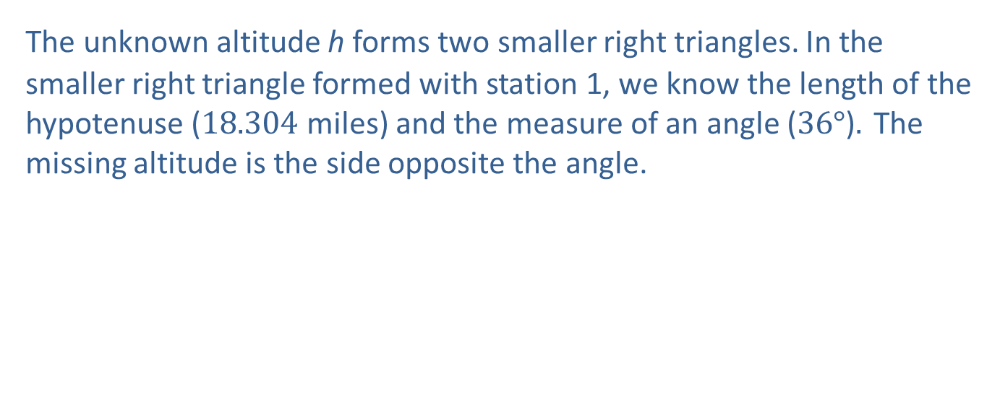 The unknown altitude h forms two smaller right triangles. In the
smaller right triangle formed with station 1, we know the length of the
hypotenuse (18.304 miles) and the measure of an angle (36°). The
missing altitude is the side opposite the angle.